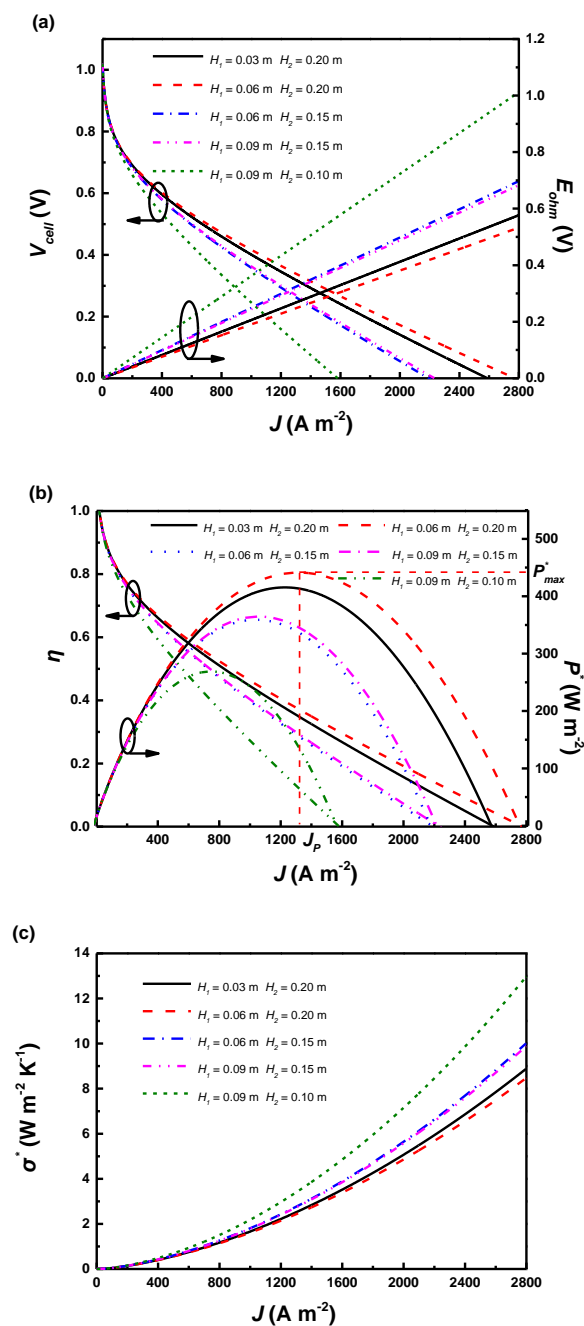 (a)
H₁ = 0.03 m H₂ = 0.20 m
H₁ = 0.06 m H₂ = 0.20 m
H₁ = 0.06 m H₂ = 0.15 m
H₁ = 0.09 m H₂ = 0.15 m
H₁ = 0.09 m H₂ = 0.10 m
1.0
0.8
0.6
0.4
0.2
0.0
V_cell (V)
1.2
1.0
0.8
0.6
0.4
0.2
0.0
E_ohm (V)
0 400 800 1200 1600 2000 2400 2800
J (A m⁻²)
(b)
H₁ = 0.03 m H₂ = 0.20 m H₁ = 0.06 m H₂ = 0.20 m
H₁ = 0.06 m H₂ = 0.15 m H₁ = 0.09 m H₂ = 0.15 m
H₁ = 0.09 m H₂ = 0.10 m
1.0
0.8
0.6
0.4
0.2
0.0
η
500
P*max
400
300
200
100
0
P* (W m⁻²)
0 400 800 1200 J_P 1600 2000 2400 2800
J (A m⁻²)
(c)
H₁ = 0.03 m H₂ = 0.20 m
H₁ = 0.06 m H₂ = 0.20 m
H₁ = 0.06 m H₂ = 0.15 m
H₁ = 0.09 m H₂ = 0.15 m
H₁ = 0.09 m H₂ = 0.10 m
14
12
10
8
6
4
2
0
σ* (W m⁻² K⁻¹)
0 400 800 1200 1600 2000 2400 2800
J (A m⁻²)